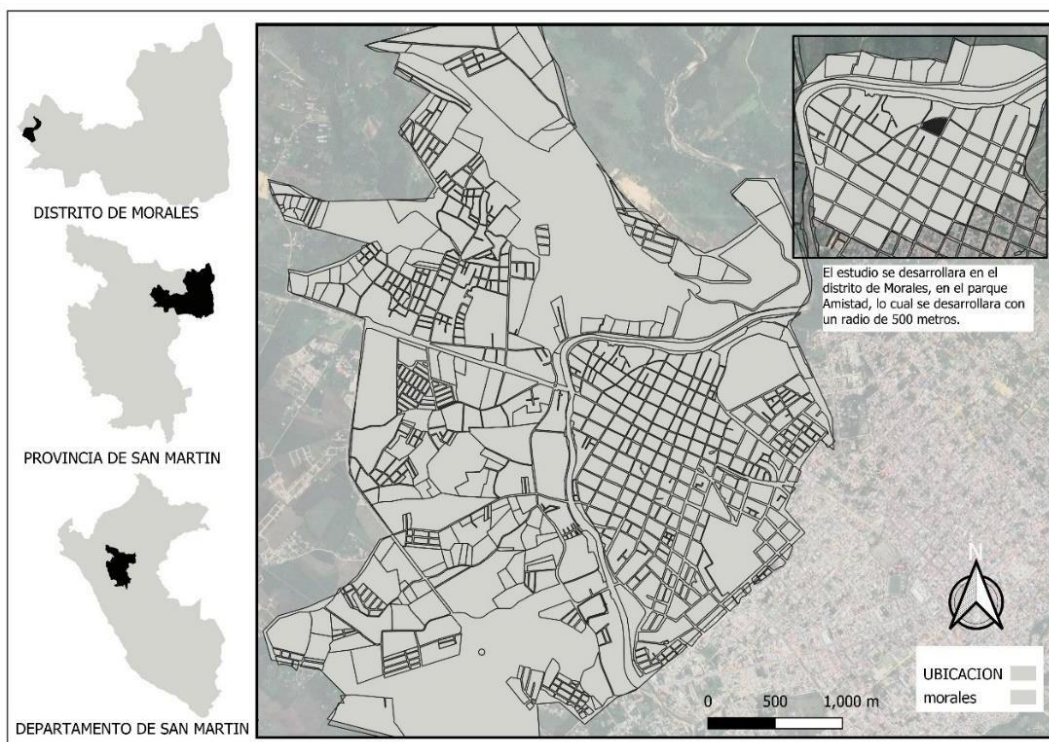 DISTRITO DE MORALES
PROVINCIA DE SAN MARTIN
DEPARTAMENTO DE SAN MARTIN
El estudio se desarrollara en el
distrito de Morales, en el parque
Amistad, lo cual se desarrollara con
un radio de 500 metros.
N
UBICACION
morales
0 500 1,000 m